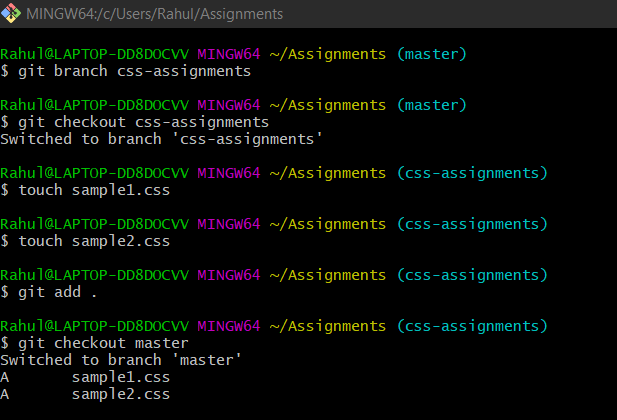 MINGW64:/c/Users/Rahul/Assignments
Rahul@LAPTOP-DD8DOCVV MINGW64 ~/Assignments (master)
$ git branch css-assignments
Rahul@LAPTOP-DD8DOCVV MINGW64 ~/Assignments (master)
$ git checkout css-assignments
Switched to branch 'css-assignments'
Rahul@LAPTOP-DD8DOCVV MINGW64 ~/Assignments (css-assignments)
$ touch sample1.css
Rahul@LAPTOP-DD8DOCVV MINGW64 ~/Assignments (css-assignments)
$ touch sample2.css
Rahul@LAPTOP-DD8DOCVV MINGW64 ~/Assignments (css-assignments)
$ git add .
Rahul@LAPTOP-DD8DOCVV MINGW64 ~/Assignments (css-assignments)
$ git checkout master
Switched to branch 'master'
A       sample1.css
A       sample2.css